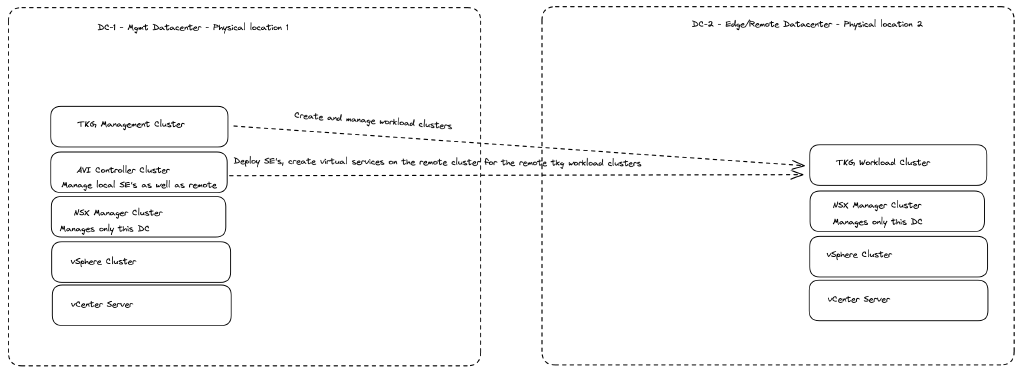 DC-1 - Mgmt Datacenter - Physical location 1
TKG Management Cluster
AVI Controller Cluster
Manage local SE's as well as remote
NSX Manager Cluster
Manages only this DC
vSphere Cluster
vCenter Server
Create and manage workload clusters
Deploy SE's, create virtual services on the remote cluster for the remote tkg workload clusters
DC-2 - Edge/Remote Datacenter - Physical location 2
TKG Workload Cluster
NSX Manager Cluster
Manages only this DC
vSphere Cluster
vCenter Server